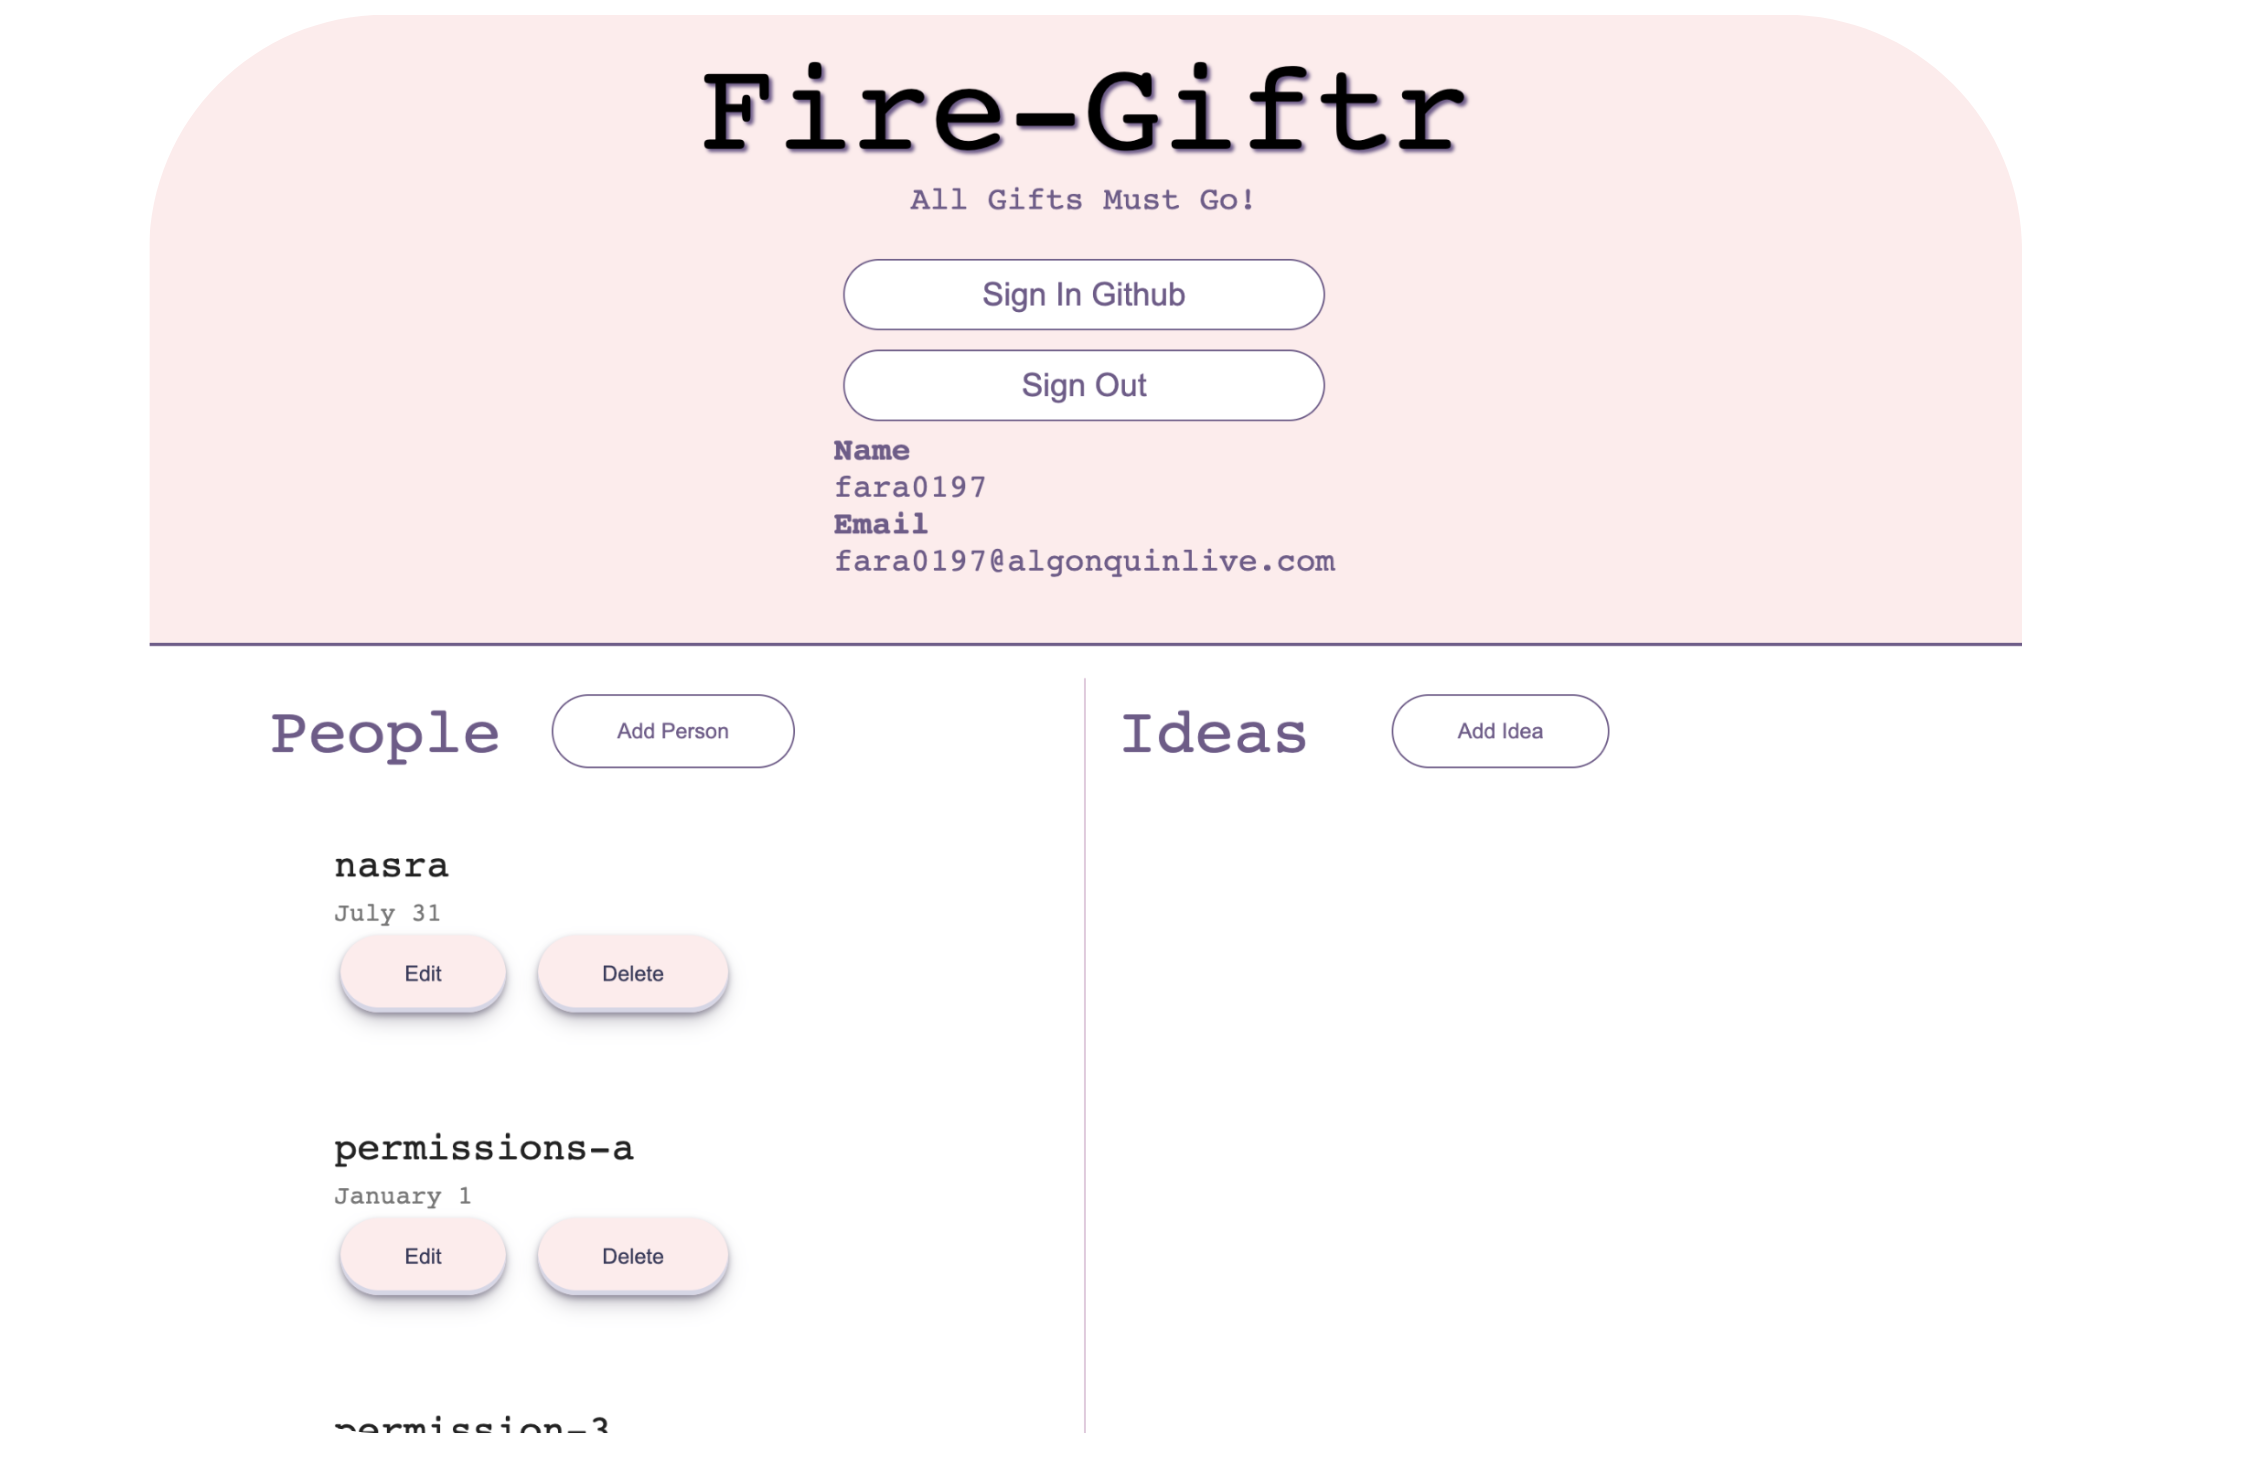 Fire-Giftr
All Gifts Must Go!
Sign In Github
Sign Out
Name
fara0197
Email
fara0197@algonquinlive.com
People
Add Person
nasra
July 31
Edit
Delete
permissions-a
January 1
Edit
Delete
permission-3
Ideas
Add Idea